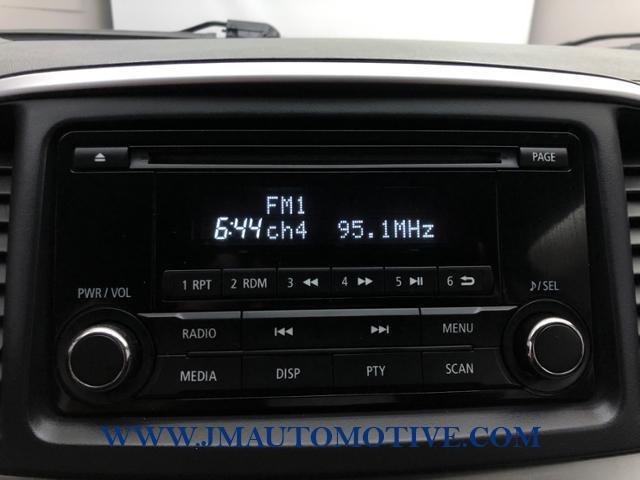 PAGE
FM1
6:44 ch4 95.1MHz
1 RPT 2 RDM 3 4 5 6
PWR / VOL
/SEL
RADIO MENU
MEDIA DISP PTY SCAN
WWW.JMAUTOMOTIVE.COM